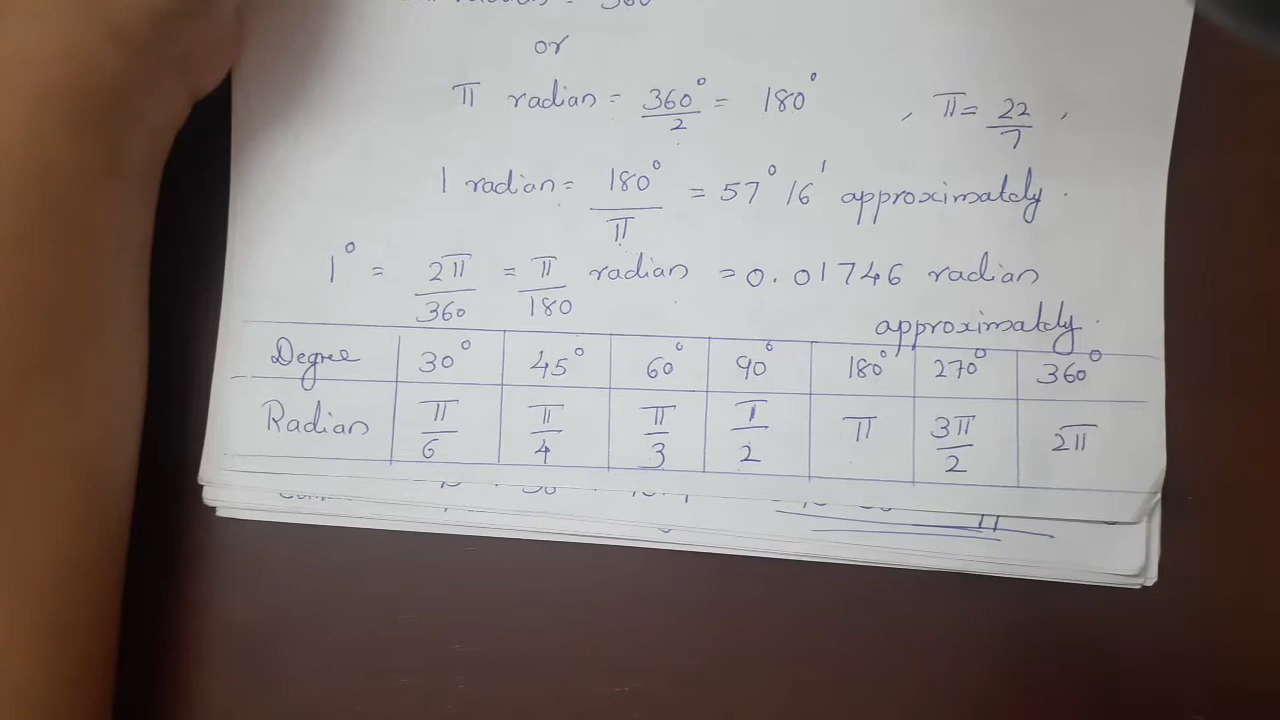 or
π radian = 360°/2 = 180° , π = 22/7 ,
1 radian = 180°/π = 57° 16' approximately .
1° = 2π/360 = π/180 radian = 0.01746 radian
approximately .
Degree 30° 45° 60° 90° 180° 270° 360°
Radian π/6 π/4 π/3 π/2 π 3π/2 2π